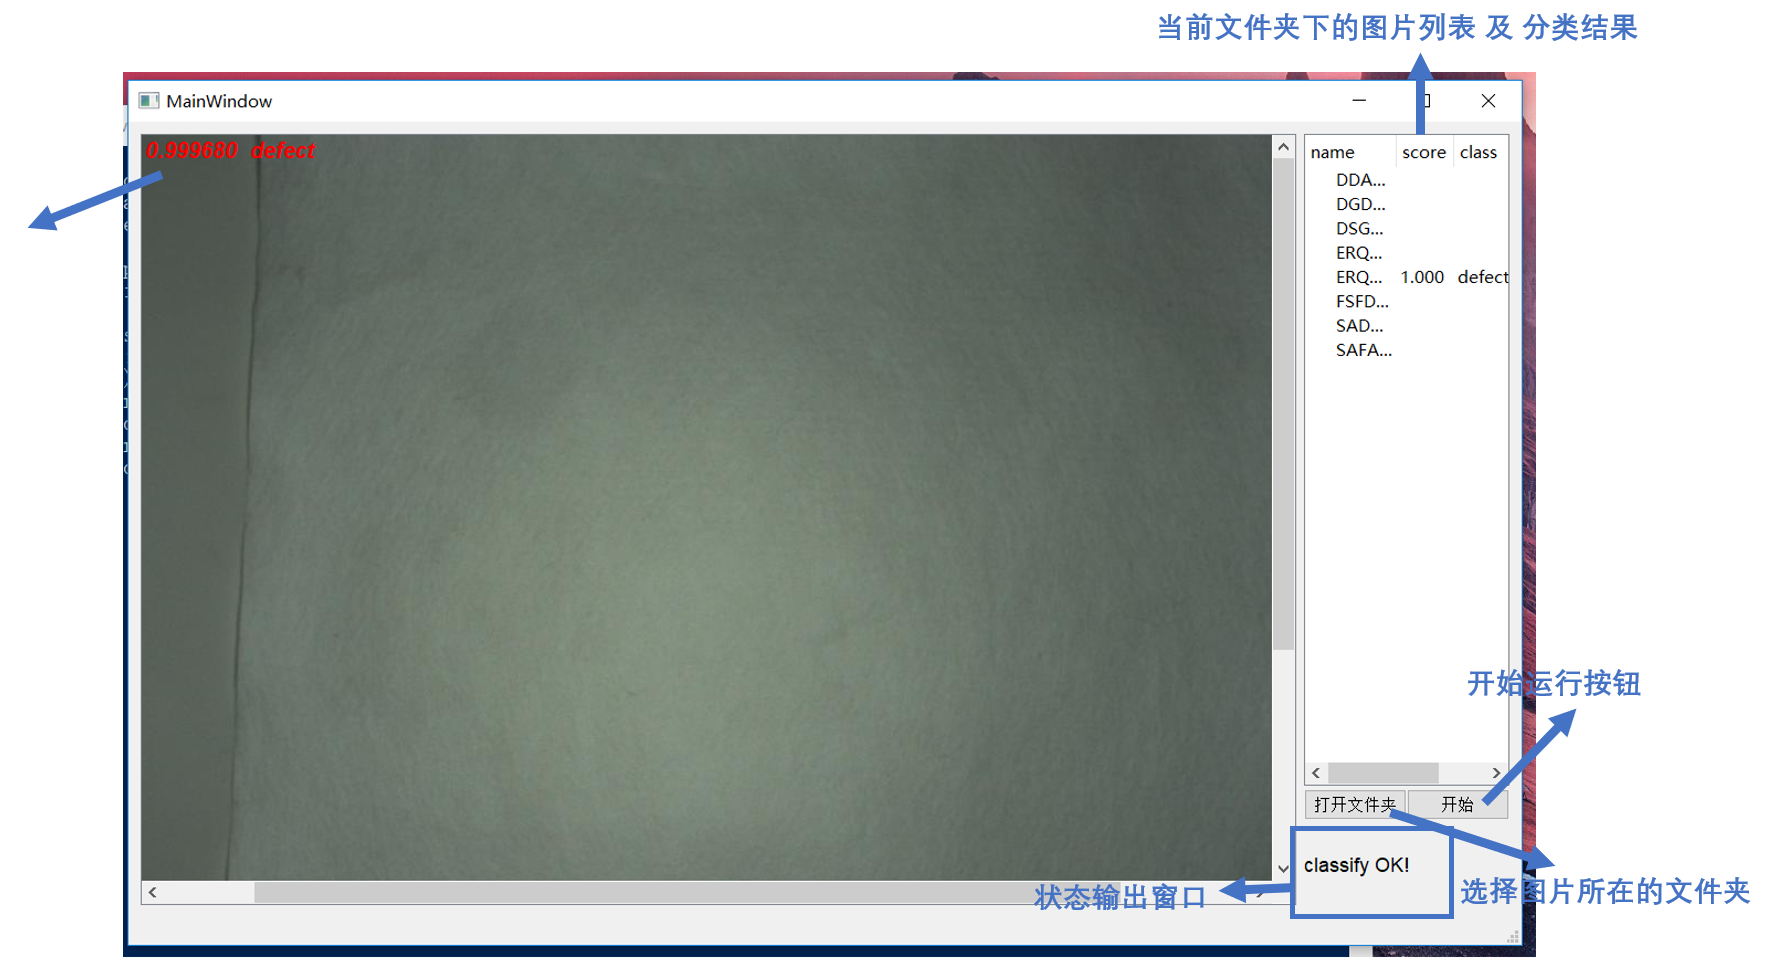 当前文件夹下的图片列表 及 分类结果
MainWindow
0.999680 defect
name score class
DDA...
DGD...
DSG...
ERQ...
ERQ... 1.000 defect
FSFD...
SAD...
SAFA...
开始运行按钮
打开文件夹 开始
classify OK!
状态输出窗口
选择图片所在的文件夹